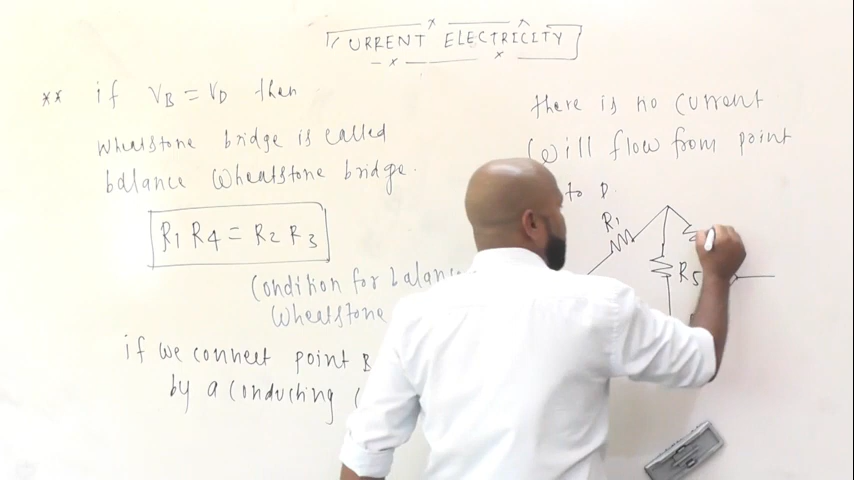 CURRENT ELECTRICITY
** if VB = VD then
Wheatstone bridge is called
balance Wheatstone bridge.
R1 R4 = R2 R3
Condition for balance
Wheatstone
if we connect point B
by a conducting
there is no current
will flow from point
to D.
R1
R5